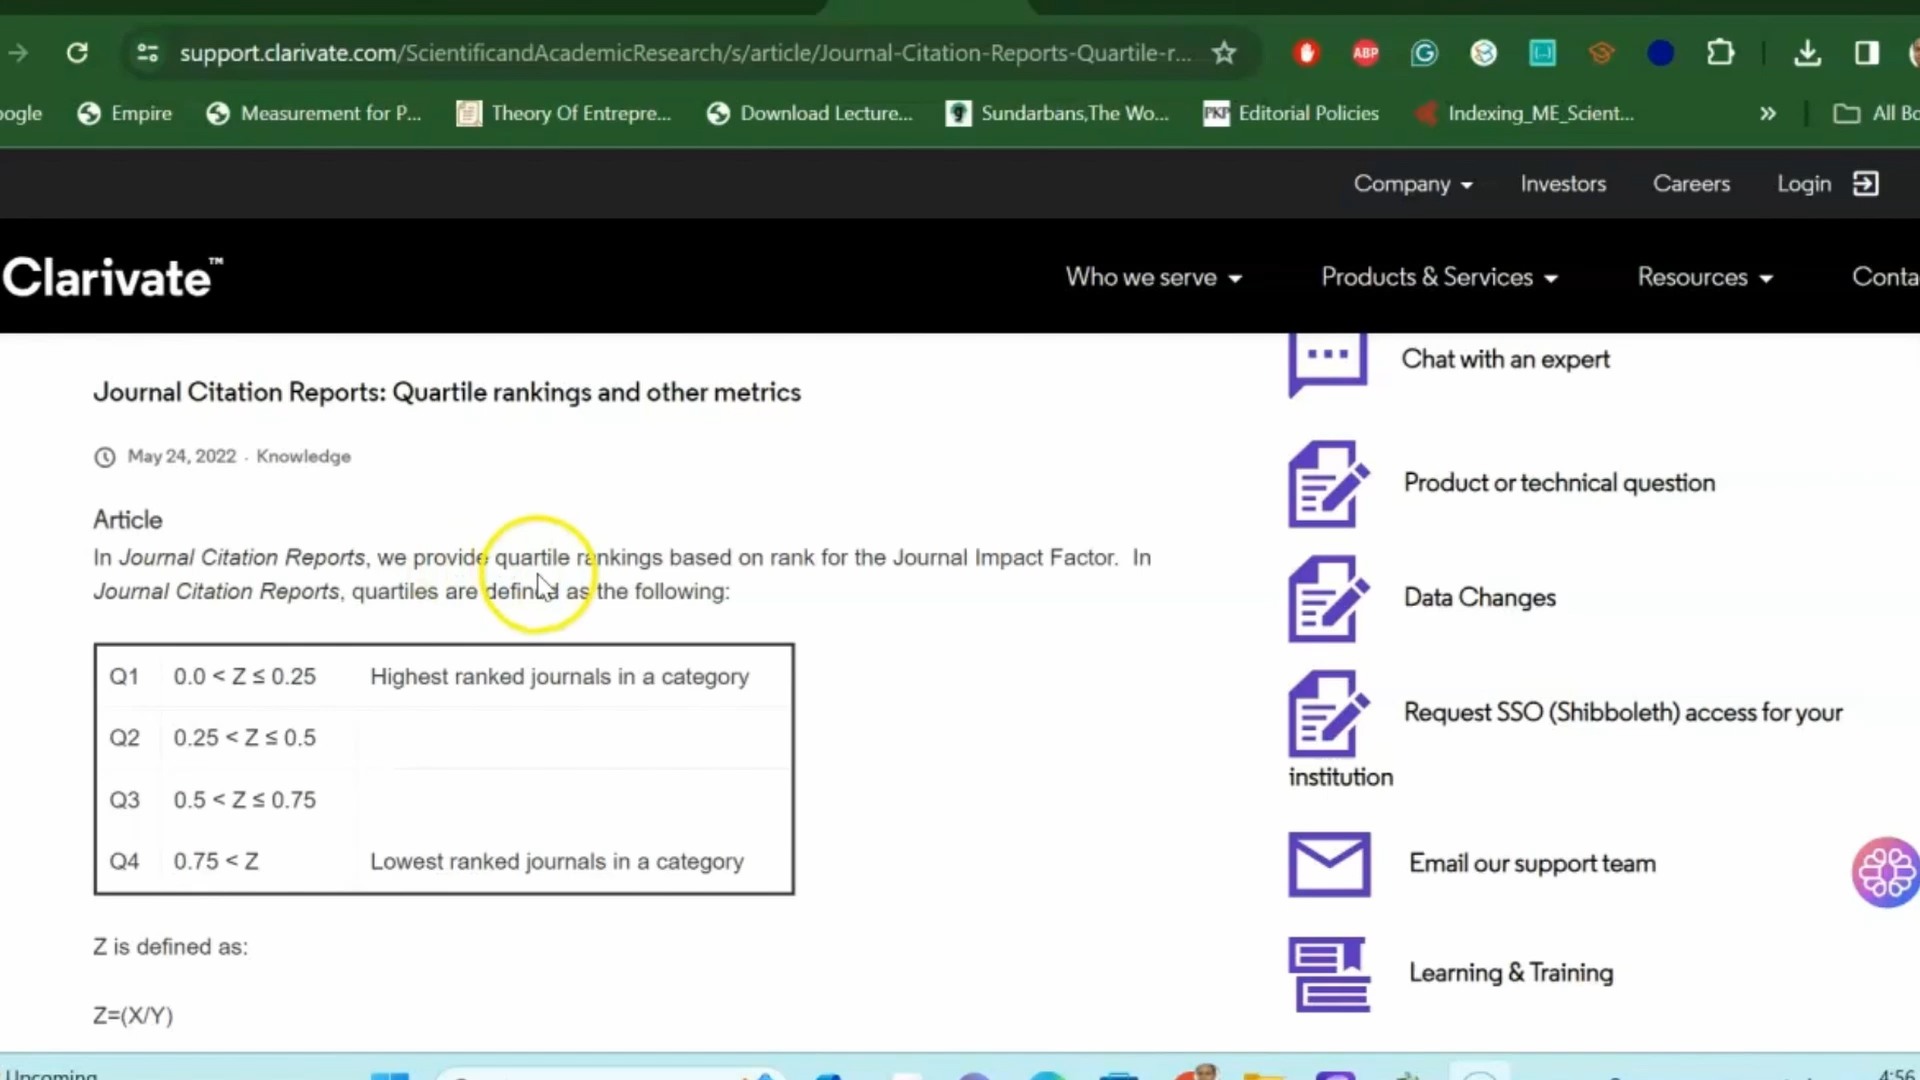 support.clarivate.com/ScientificandAcademicResearch/s/article/Journal-Citation-Reports-Quartile-r...
ABP
ogle
Empire
Measurement for P...
Theory Of Entrepre...
Download Lecture...
Sundarbans,The Wo...
PKP
Editorial Policies
Indexing_ME_Scient...
»
All Bo
Company
Investors
Careers
Login
Clarivate™
Who we serve
Products & Services
Resources
Conta
Journal Citation Reports: Quartile rankings and other metrics
May 24, 2022 · Knowledge
Article
In Journal Citation Reports, we provide quartile rankings based on rank for the Journal Impact Factor. In
Journal Citation Reports, quartiles are defined as the following:
Q1 0.0 < Z ≤ 0.25 Highest ranked journals in a category
Q2 0.25 < Z ≤ 0.5
Q3 0.5 < Z ≤ 0.75
Q4 0.75 < Z Lowest ranked journals in a category
Z is defined as:
Z=(X/Y)
Chat with an expert
Product or technical question
Data Changes
Request SSO (Shibboleth) access for your
institution
Email our support team
Learning & Training
Upcoming
4:56